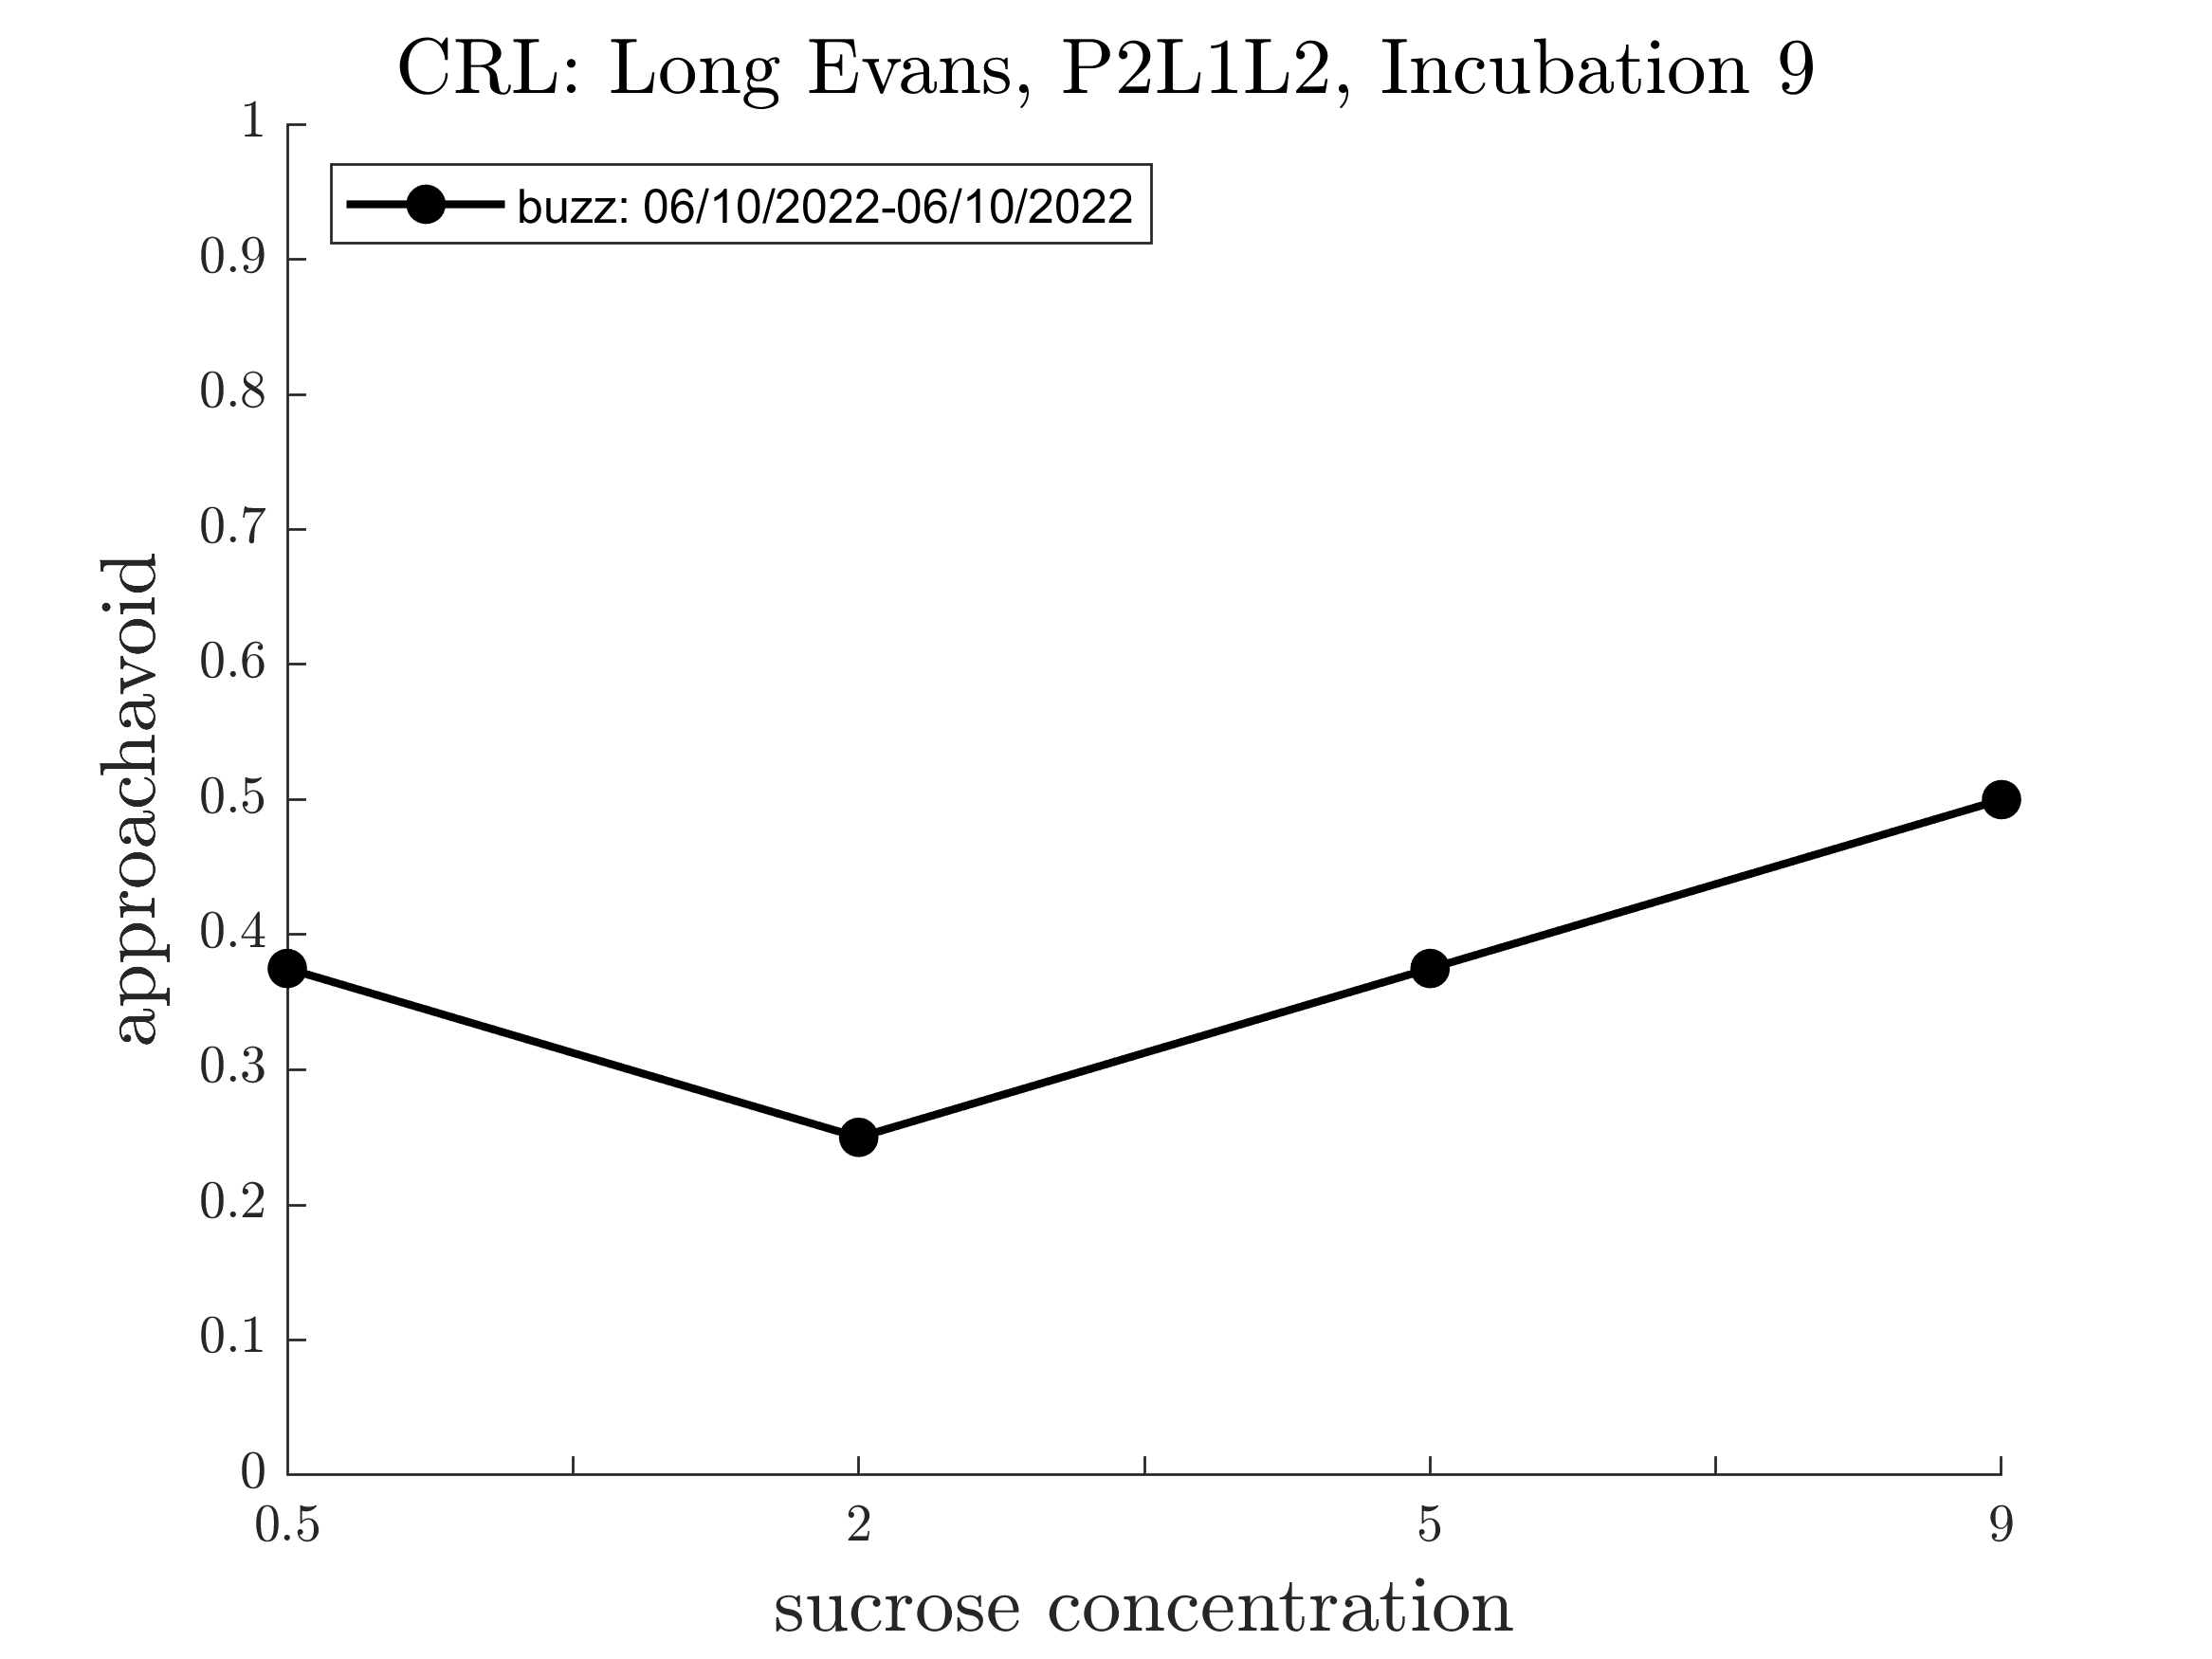 CRL: Long Evans, P2L1L2, Incubation 9
buzz: 06/10/2022-06/10/2022
approachavoid
1
0.9
0.8
0.7
0.6
0.5
0.4
0.3
0.2
0.1
0
0.5 2 5 9
sucrose concentration